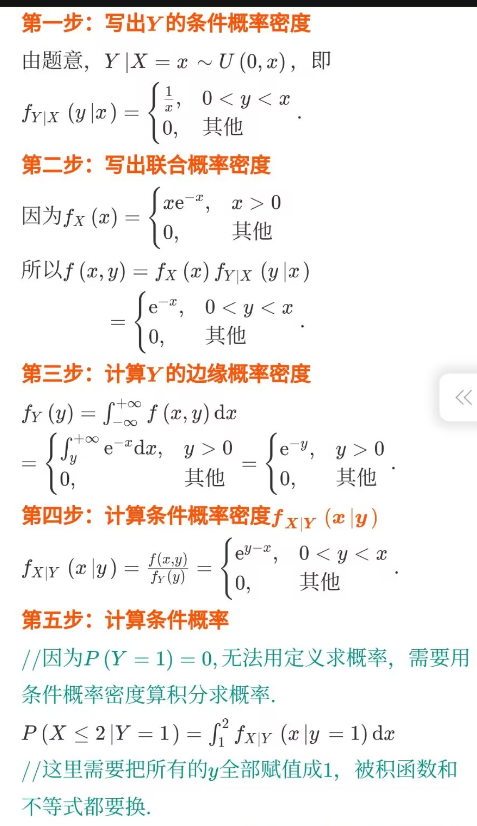 第一步：写出Y的条件概率密度
由题意，Y|X = x ~ U(0, x)，即
f_{Y|X}(y|x) = { 1/x, 0 < y < x
0, 其他 .
第二步：写出联合概率密度
因为f_X(x) = { xe^{-x}, x > 0
0, 其他
所以f(x, y) = f_X(x) f_{Y|X}(y|x)
= { e^{-x}, 0 < y < x
0, 其他 .
第三步：计算Y的边缘概率密度
f_Y(y) = ∫_{-∞}^{+∞} f(x, y) dx
= { ∫_y^{+∞} e^{-x}dx, y > 0
0, 其他 = { e^{-y}, y > 0
0, 其他 .
第四步：计算条件概率密度f_{X|Y}(x|y)
f_{X|Y}(x|y) = f(x,y)/f_Y(y) = { e^{y-x}, 0 < y < x
0, 其他 .
第五步：计算条件概率
//因为P(Y = 1) = 0, 无法用定义求概率，需要用
条件概率密度算积分求概率.
P(X ≤ 2|Y = 1) = ∫_1^2 f_{X|Y}(x|y = 1) dx
//这里需要把所有的y全部赋值成1，被积函数和
不等式都要换.